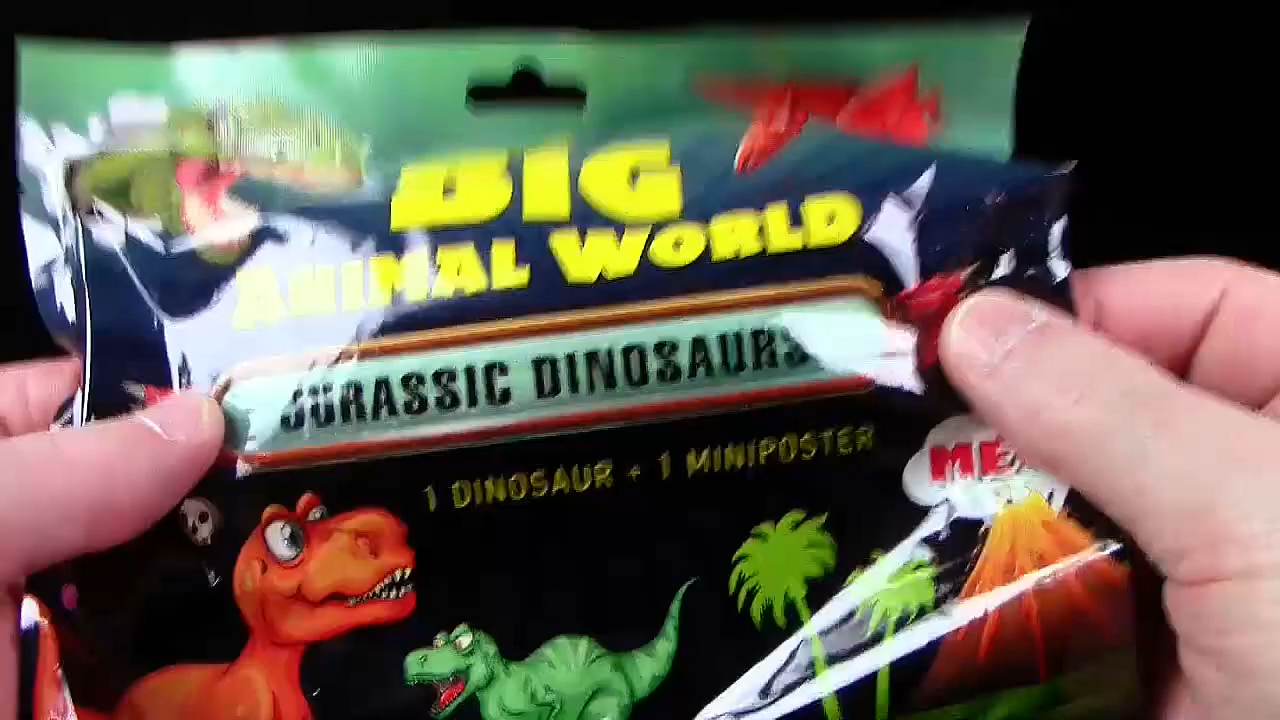 BIG
ANIMAL WORLD
JURASSIC DINOSAURS
1 DINOSAUR + 1 MINIPOSTER